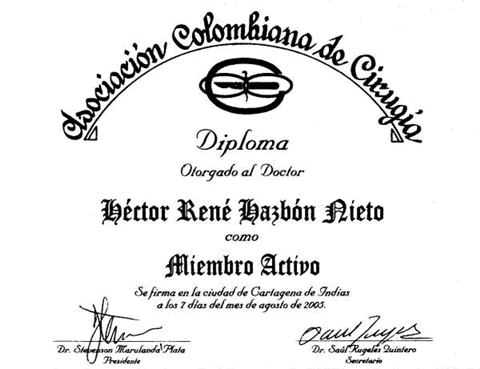 Asociación Colombiana de Cirugía
Diploma
Otorgado al Doctor
Héctor René Hazbón Nieto
como
Miembro Activo
Se firma en la ciudad de Cartagena de Indias
a los 7 días del mes de agosto de 2005.
Dr. Stevenson Marulanda Plata
Presidente
Dr. Saúl Rugeles Quintero
Secretario